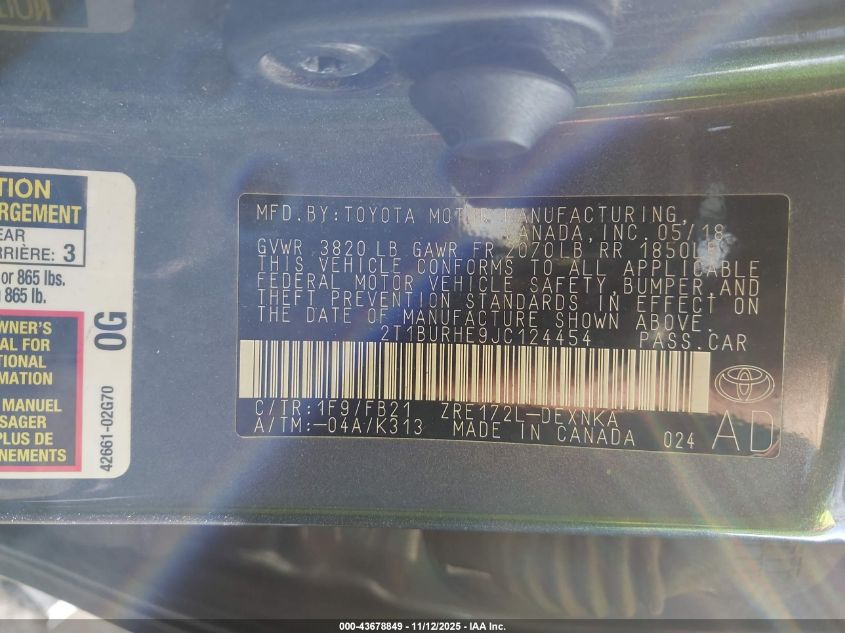 TION
RGEMENT
EAR
RRIÈRE: 3
or 865 lbs.
865 lb.
WNER'S
AL FOR
TIONAL
RMATION
MANUEL
SAGER
PLUS DE
GNEMENTS
0G
42661-02G70
MFD.BY:TOYOTA MOTOR MANUFACTURING,
CANADA, INC. 05/18
GVWR 3820 LB GAWR FR 2070LB RR 1850LB
THIS VEHICLE CONFORMS TO ALL APPLICABLE
FEDERAL MOTOR VEHICLE SAFETY, BUMPER AND
THEFT PREVENTION STANDARDS IN EFFECT ON
THE DATE OF MANUFACTURE SHOWN ABOVE.
2T1BURHE9JC124454 PASS.CAR
C/TR:1F9/FB21 ZRE172L-DEXNKA
A/TM:-04A/K313 MADE IN CANADA 024
AD
000-43678849 - 11/12/2025 - IAA Inc.